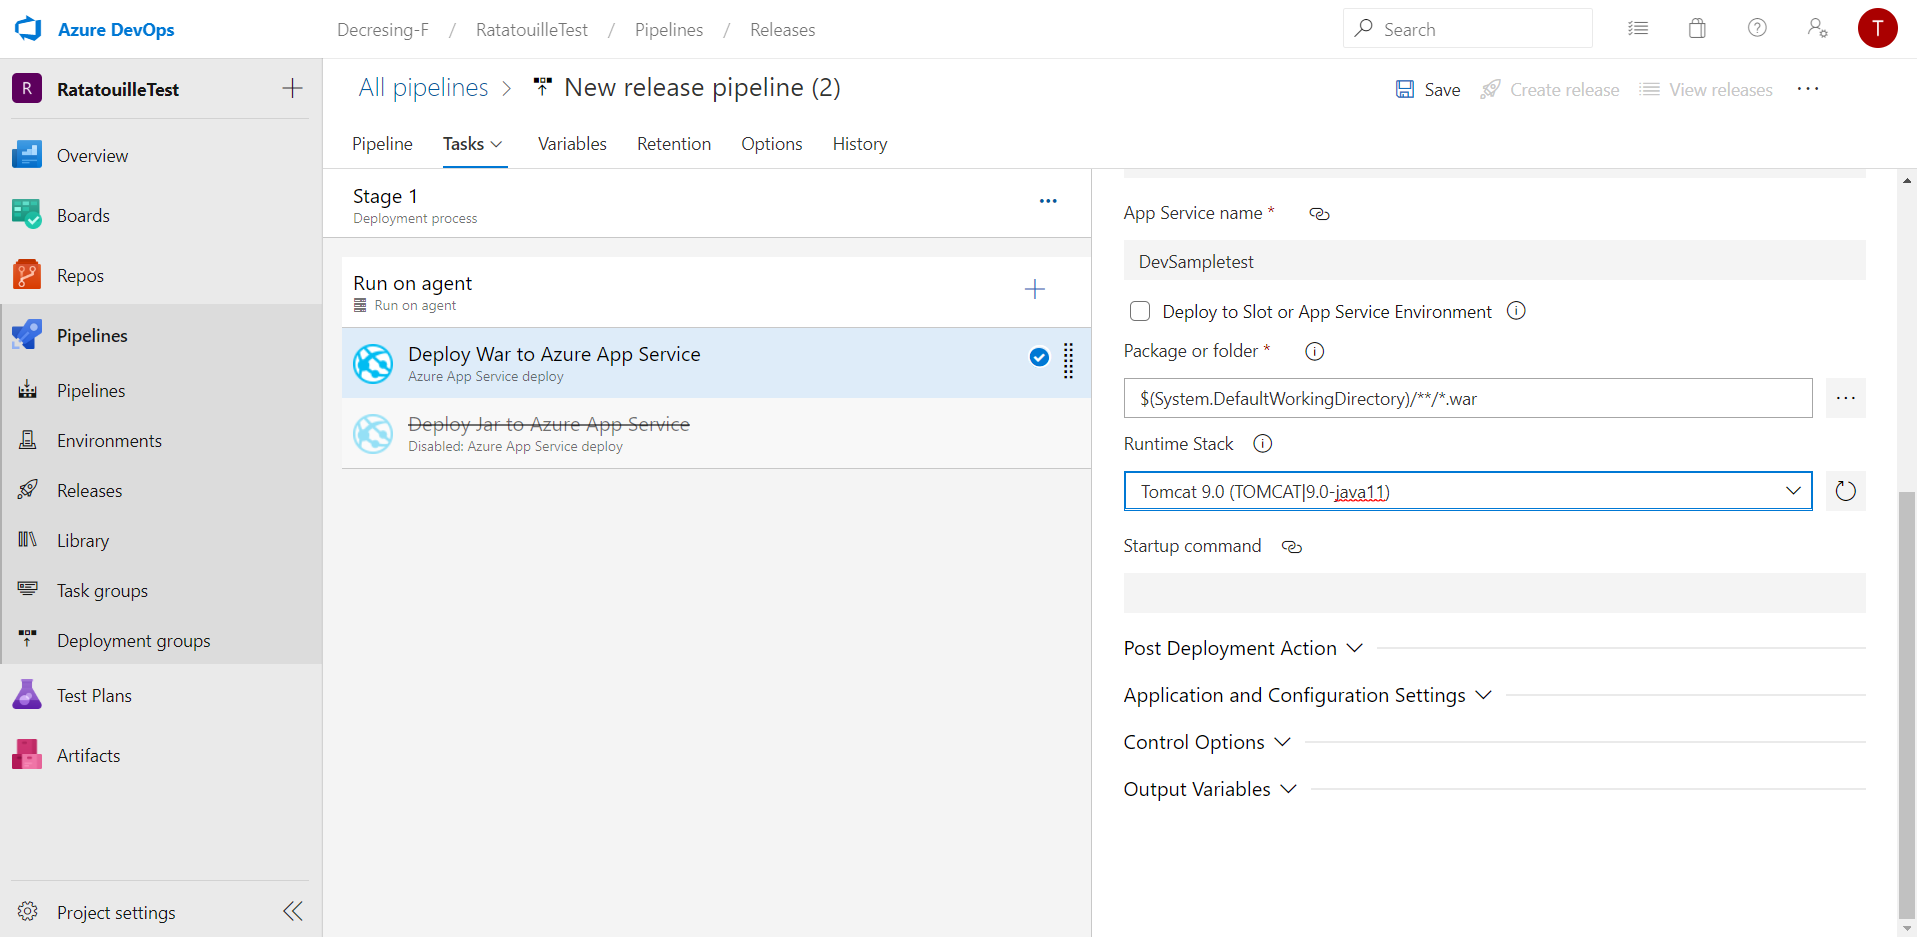 Azure DevOps
Decresing-F / RatatouilleTest / Pipelines / Releases
Search
T
R RatatouilleTest
Overview
Boards
Repos
Pipelines
Pipelines
Environments
Releases
Library
Task groups
Deployment groups
Test Plans
Artifacts
Project settings
All pipelines > New release pipeline (2)
Save
Create release
View releases
Pipeline
Tasks
Variables
Retention
Options
History
Stage 1
Deployment process
Run on agent
Run on agent
Deploy War to Azure App Service
Azure App Service deploy
Deploy Jar to Azure App Service
Disabled: Azure App Service deploy
App Service name *
DevSampletest
Deploy to Slot or App Service Environment
Package or folder *
$(System.DefaultWorkingDirectory)/**/*.war
Runtime Stack
Tomcat 9.0 (TOMCAT|9.0-java11)
Startup command
Post Deployment Action
Application and Configuration Settings
Control Options
Output Variables